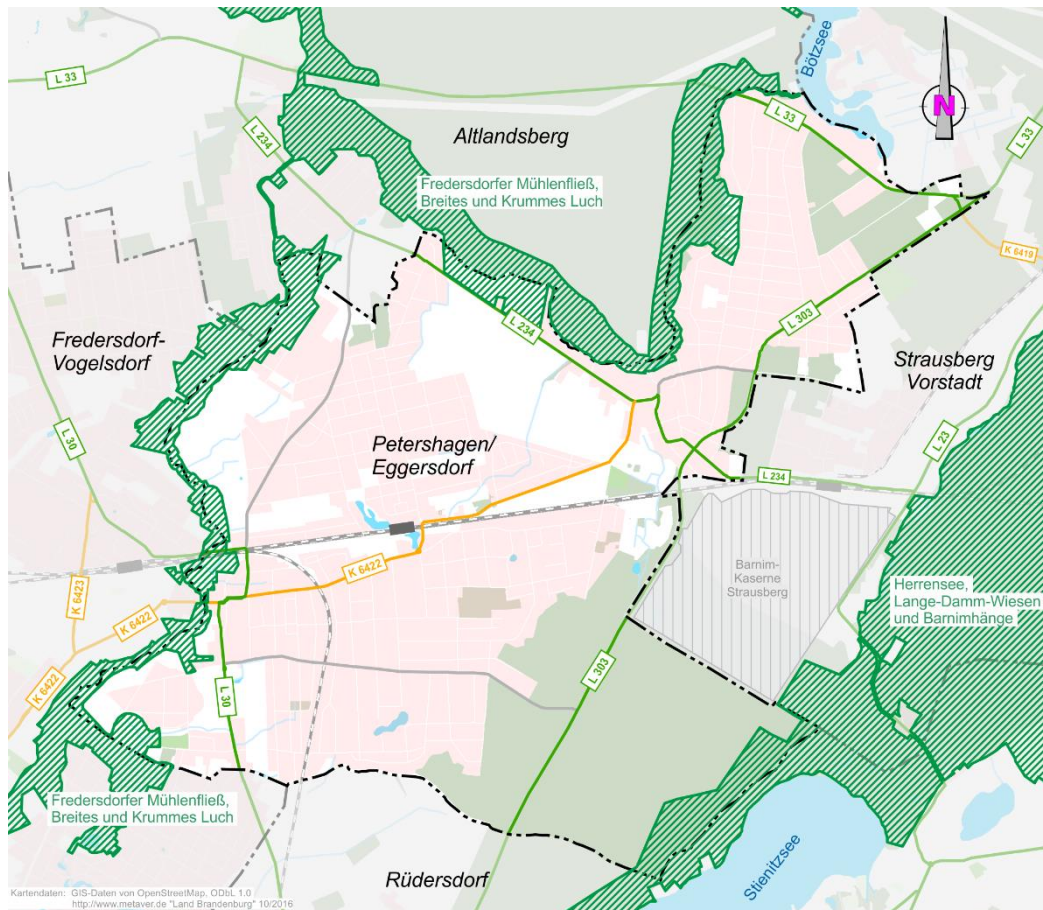 Bötzsee
N
L 33
L 33
L 33
L 234
Altlandsberg
Fredersdorfer Mühlenfließ,
Breites und Krummes Luch
K 6419
L 303
Fredersdorf-
Vogelsdorf
L 234
Strausberg
Vorstadt
L 30
L 23
Petershagen/
Eggersdorf
L 234
K 6422
Barnim-
Kaserne
Strausberg
K 6423
K 6422
Herrensee,
Lange-Damm-Wiesen
und Barnimhänge
L 303
L 30
K 6422
Fredersdorfer Mühlenfließ,
Breites und Krummes Luch
Stienitzsee
Rüdersdorf
Kartendaten: GIS-Daten von OpenStreetMap, ODbL 1.0
http://www.metaver.de "Land Brandenburg" 10/2016